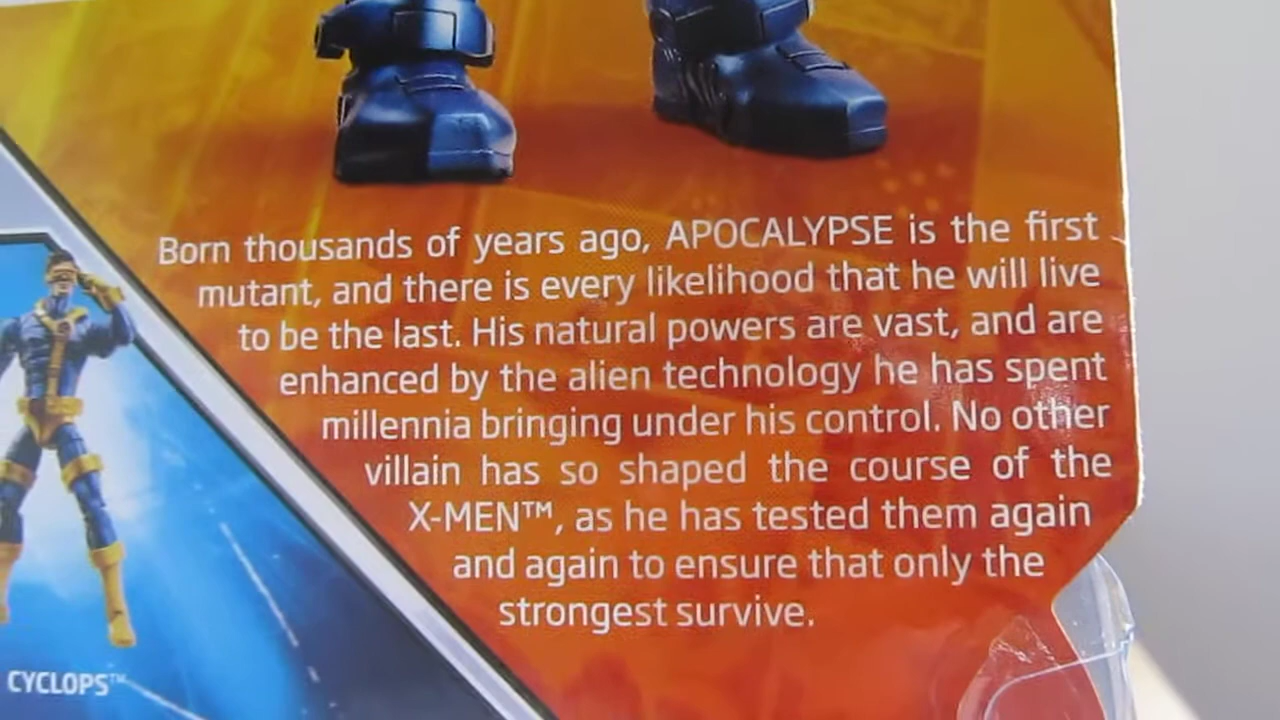 Born thousands of years ago, APOCALYPSE is the first
mutant, and there is every likelihood that he will live
to be the last. His natural powers are vast, and are
enhanced by the alien technology he has spent
millennia bringing under his control. No other
villain has so shaped the course of the
X-MEN™, as he has tested them again
and again to ensure that only the
strongest survive.
CYCLOPS™